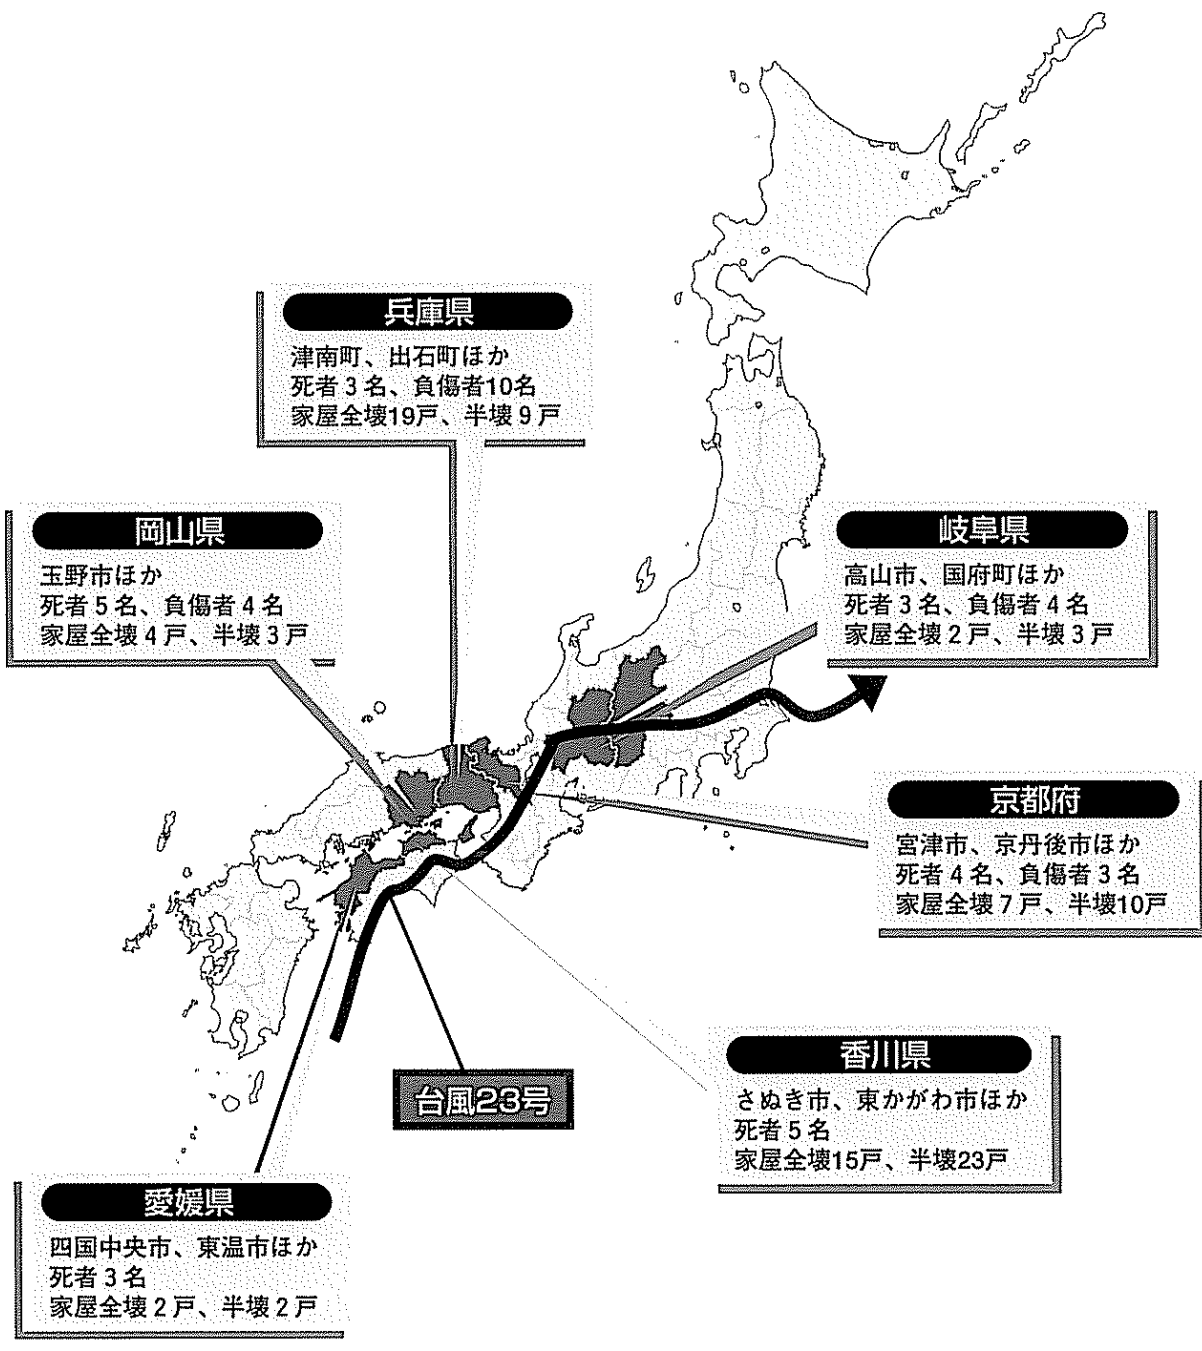 兵庫県
津南町、出石町ほか
死者3名、負傷者10名
家屋全壊19戸、半壊9戸
岡山県
玉野市ほか
死者5名、負傷者4名
家屋全壊4戸、半壊3戸
岐阜県
高山市、国府町ほか
死者3名、負傷者4名
家屋全壊2戸、半壊3戸
京都府
宮津市、京丹後市ほか
死者4名、負傷者3名
家屋全壊7戸、半壊10戸
香川県
さぬき市、東かがわ市ほか
死者5名
家屋全壊15戸、半壊23戸
台風23号
愛媛県
四国中央市、東温市ほか
死者3名
家屋全壊2戸、半壊2戸